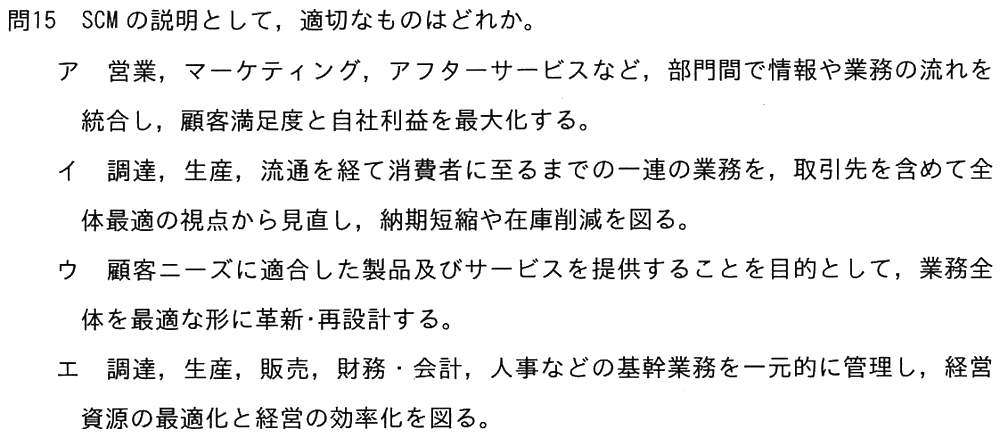 問15 SCM の説明として，適切なものはどれか。
ア 営業，マーケティング，アフターサービスなど，部門間で情報や業務の流れを
統合し，顧客満足度と自社利益を最大化する。
イ 調達，生産，流通を経て消費者に至るまでの一連の業務を，取引先を含めて全
体最適の視点から見直し，納期短縮や在庫削減を図る。
ウ 顧客ニーズに適合した製品及びサービスを提供することを目的として，業務全
体を最適な形に革新・再設計する。
エ 調達，生産，販売，財務・会計，人事などの基幹業務を一元的に管理し，経営
資源の最適化と経営の効率化を図る。